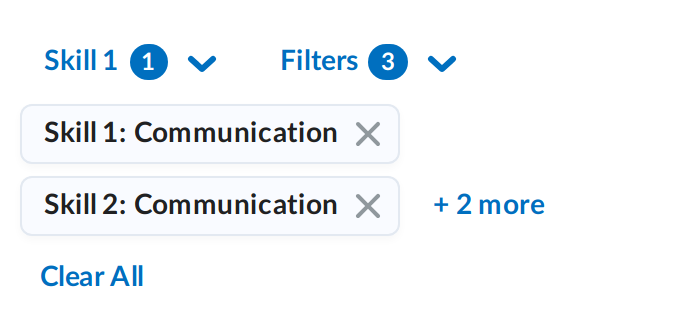 Skill 1 1 Filters 3
Skill 1: Communication
Skill 2: Communication + 2 more
Clear All